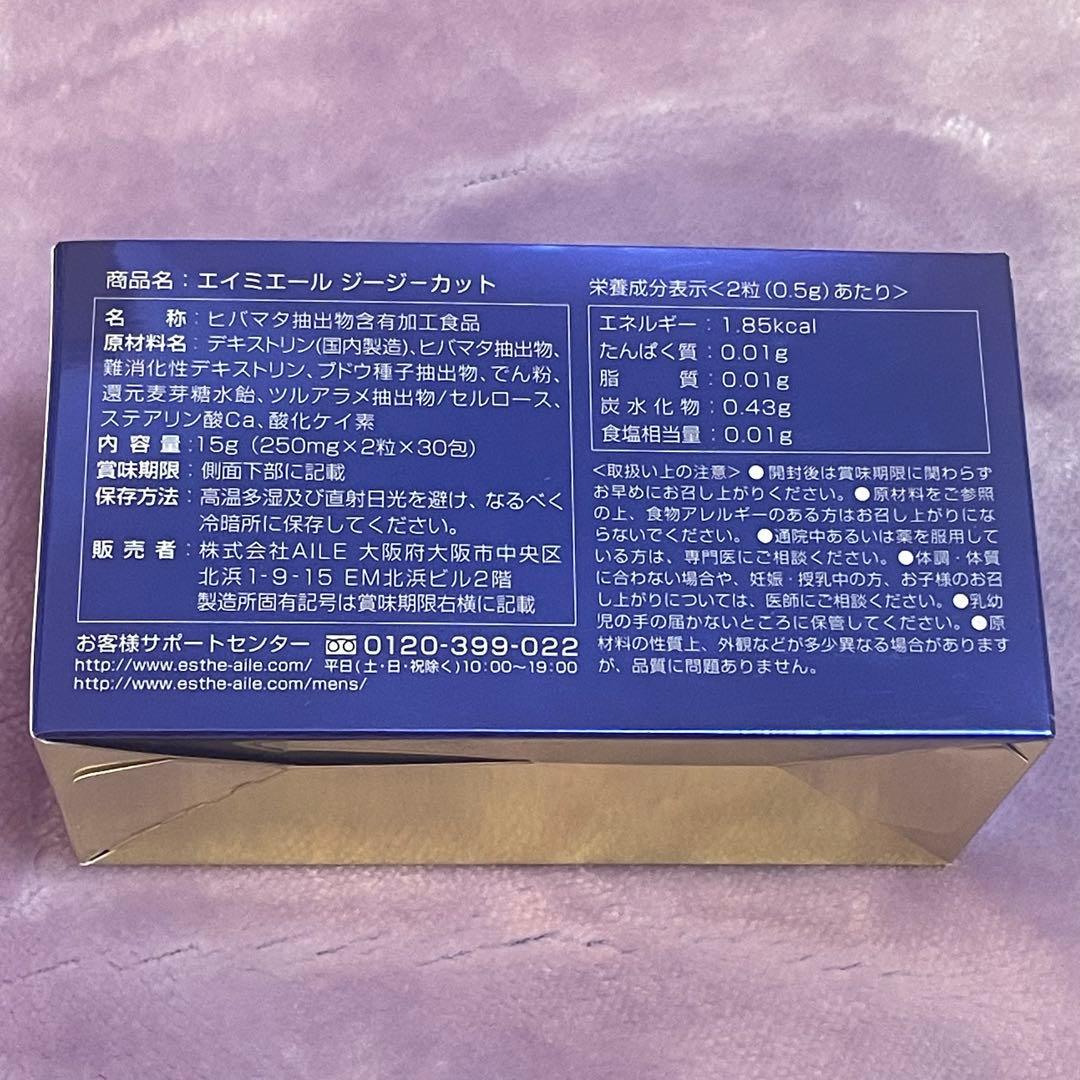 商品名：エイミエール ジージーカット
名　　称：ヒバマタ抽出物含有加工食品
原材料名：デキストリン(国内製造)、ヒバマタ抽出物、
難消化性デキストリン、ブドウ種子抽出物、でん粉、
還元麦芽糖水飴、ツルアラメ抽出物/セルロース、
ステアリン酸Ca、酸化ケイ素
内 容 量：15g（250mg×2粒×30包）
賞味期限：側面下部に記載
保存方法：高温多湿及び直射日光を避け、なるべく
冷暗所に保存してください。
販 売 者：株式会社AILE 大阪府大阪市中央区
北浜1-9-15 EM北浜ビル2階
製造所固有記号は賞味期限右横に記載
お客様サポートセンター 0120-399-022
http://www.esthe-aile.com/ 平日(土・日・祝除く)10:00〜19:00
http://www.esthe-aile.com/mens/
栄養成分表示<2粒(0.5g)あたり>
エネルギー：1.85kcal
たんぱく質：0.01g
脂　　質：0.01g
炭水化物：0.43g
食塩相当量：0.01g
<取扱い上の注意> ●開封後は賞味期限に関わらず
お早めにお召し上がりください。●原材料をご参照
の上、食物アレルギーのある方はお召し上がりにな
らないでください。●通院中あるいは薬を服用して
いる方は、専門医にご相談ください。●体調・体質
に合わない場合や、妊娠・授乳中の方、お子様のお召
し上がりについては、医師にご相談ください。●乳幼
児の手の届かないところに保管してください。●原
材料の性質上、外観などが多少異なる場合があります
が、品質に問題ありません。